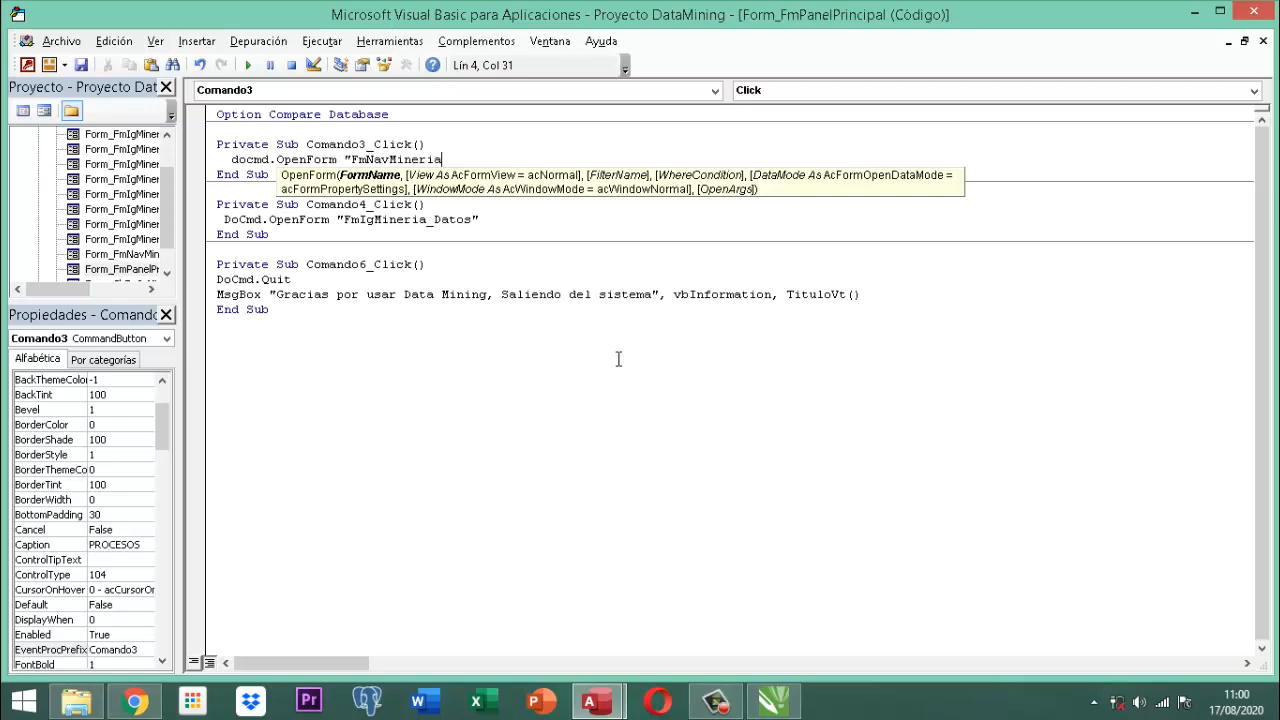 Microsoft Visual Basic para Aplicaciones - Proyecto DataMining - [Form_FmPanelPrincipal (Código)]
Archivo Edición Ver Insertar Formato Depuración Ejecutar Herramientas Complementos Ventana Ayuda
Lín 4, Col 31
Proyecto - Proyecto Dat
Comando3 Click
Form_FmIgMiner
Form_FmIgMiner
Form_FmIgMiner
Form_FmIgMiner
Form_FmIgMiner
Form_FmIgMiner
Form_FmIgMiner
Form_FmIgMiner
Form_FmNavMin
Form_FmPanelPr
Option Compare Database
Private Sub Comando3_Click()
docmd.OpenForm "FmNavMineria
End Sub
OpenForm(FormName, [View As AcFormView = acNormal], [FilterName], [WhereCondition], [DataMode As AcFormOpenDataMode =
acFormPropertySettings], [WindowMode As AcWindowMode = acWindowNormal], [OpenArgs])
Private Sub Comando4_Click()
DoCmd.OpenForm "FmIgMineria_Datos"
End Sub
Private Sub Comando6_Click()
DoCmd.Quit
MsgBox "Gracias por usar Data Mining, Saliendo del sistema", vbInformation, TituloVt()
End Sub
Propiedades - Comando
Comando3 CommandButton
Alfabética Por categorías
BackThemeColor -1
BackTint 100
Bevel 1
BorderColor 0
BorderShade 100
BorderStyle 1
BorderThemeCo 0
BorderTint 100
BorderWidth 0
BottomPadding 30
Cancel False
Caption PROCESOS
ControlTipText
ControlType 104
CursorOnHover 0 - acCursorOn
Default False
DisplayWhen 0
Enabled True
EventProcPrefix Comando3
FontBold 1
11:00
17/08/2020